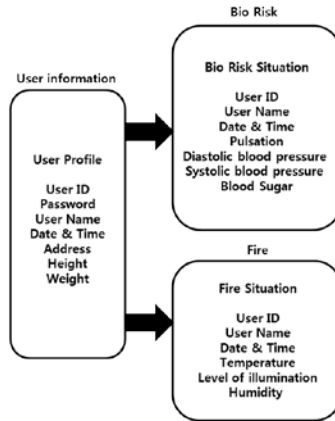 User information
User Profile
User ID
Password
User Name
Date & Time
Address
Height
Weight
Bio Risk
Bio Risk Situation
User ID
User Name
Date & Time
Pulsation
Diastolic blood pressure
Systolic blood pressure
Blood Sugar
Fire
Fire Situation
User ID
User Name
Date & Time
Temperature
Level of illumination
Humidity